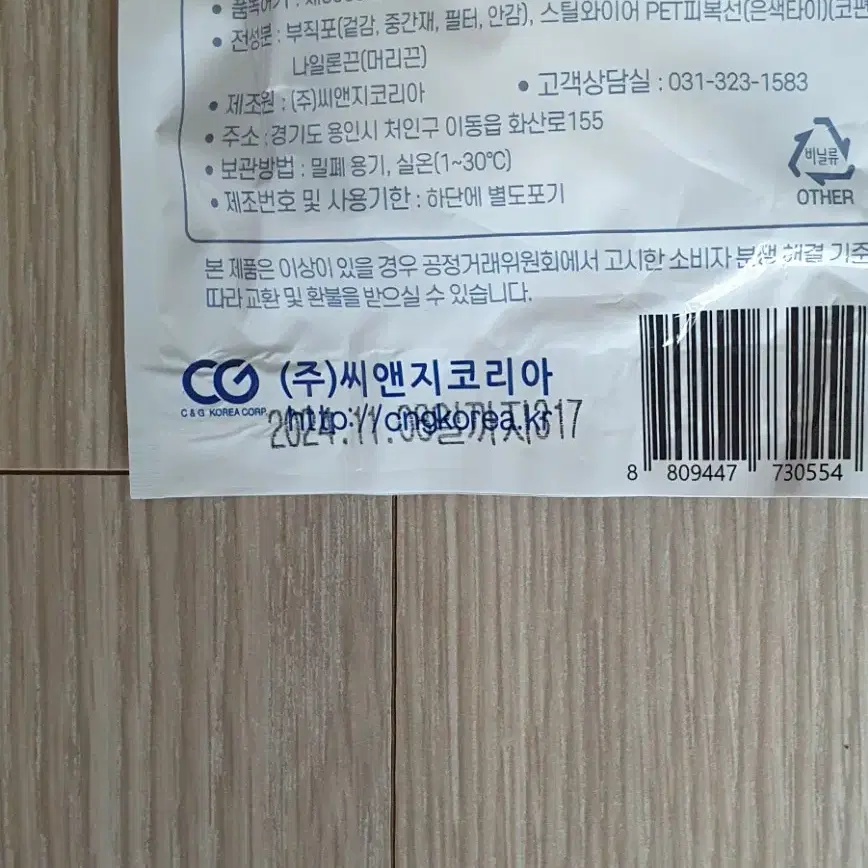 • 전성분 : 부직포(겉감, 중간재, 필터, 안감), 스틸와이어 PET피복선(은색타이)(코편
나일론끈(머리끈)
• 제조원 : (주)씨앤지코리아 • 고객상담실 : 031-323-1583
• 주소 : 경기도 용인시 처인구 이동읍 화산로155
• 보관방법 : 밀폐 용기, 실온(1~30℃)
• 제조번호 및 사용기한 : 하단에 별도표기
비닐류
OTHER
본 제품은 이상이 있을 경우 공정거래위원회에서 고시한 소비자 분쟁 해결 기준
따라 교환 및 환불을 받으실 수 있습니다.
CG (주)씨앤지코리아
C & G KOREA CORP.
http://cngkorea.kr
2024.11. 까지 317
8 809447 730554